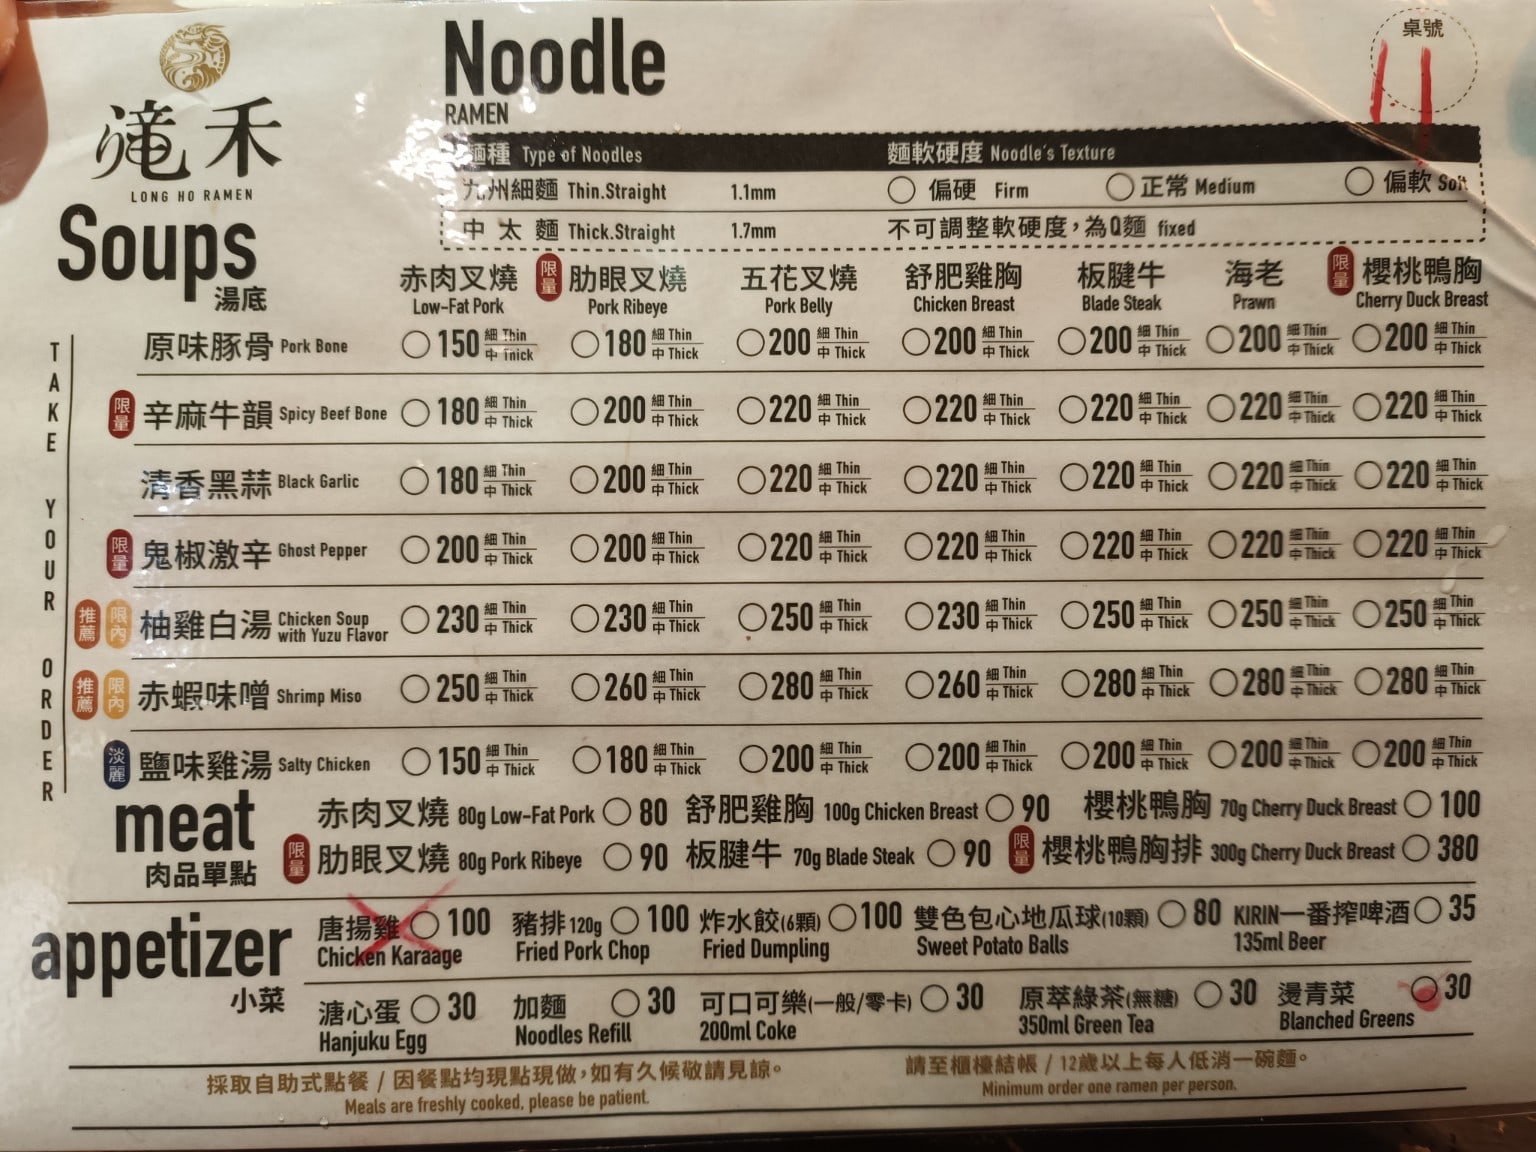 滝禾
LONG HO RAMEN
Noodle
RAMEN
桌號
11
麵種 Type of Noodles 麵軟硬度 Noodle's Texture
九州細麵 Thin.Straight 1.1mm 偏硬 Firm 正常 Medium 偏軟 Soft
中太麵 Thick.Straight 1.7mm 不可調整軟硬度，為Q麵 fixed
Soups
湯底
赤肉叉燒 限量 肋眼叉燒 五花叉燒 舒肥雞胸 板腱牛 海老 限量 櫻桃鴨胸
Low-Fat Pork Pork Ribeye Pork Belly Chicken Breast Blade Steak Prawn Cherry Duck Breast
TAKE YOUR ORDER
原味豚骨 Pork Bone 150 細 Thin 中 Thick 180 細 Thin 中 Thick 200 細 Thin 中 Thick 200 細 Thin 中 Thick 200 細 Thin 中 Thick 200 細 Thin 中 Thick 200 細 Thin 中 Thick
限量 辛麻牛韻 Spicy Beef Bone 180 細 Thin 中 Thick 200 細 Thin 中 Thick 220 細 Thin 中 Thick 220 細 Thin 中 Thick 220 細 Thin 中 Thick 220 細 Thin 中 Thick 220 細 Thin 中 Thick
清香黑蒜 Black Garlic 180 細 Thin 中 Thick 200 細 Thin 中 Thick 220 細 Thin 中 Thick 220 細 Thin 中 Thick 220 細 Thin 中 Thick 220 細 Thin 中 Thick 220 細 Thin 中 Thick
限量 鬼椒激辛 Ghost Pepper 200 細 Thin 中 Thick 200 細 Thin 中 Thick 220 細 Thin 中 Thick 220 細 Thin 中 Thick 220 細 Thin 中 Thick 220 細 Thin 中 Thick 220 細 Thin 中 Thick
推薦 限內 柚雞白湯 Chicken Soup with Yuzu Flavor 230 細 Thin 中 Thick 230 細 Thin 中 Thick 250 細 Thin 中 Thick 230 細 Thin 中 Thick 250 細 Thin 中 Thick 250 細 Thin 中 Thick 250 細 Thin 中 Thick
推薦 限內 赤蝦味噌 Shrimp Miso 250 細 Thin 中 Thick 260 細 Thin 中 Thick 280 細 Thin 中 Thick 260 細 Thin 中 Thick 280 細 Thin 中 Thick 280 細 Thin 中 Thick 280 細 Thin 中 Thick
淡麗 鹽味雞湯 Salty Chicken 150 細 Thin 中 Thick 180 細 Thin 中 Thick 200 細 Thin 中 Thick 200 細 Thin 中 Thick 200 細 Thin 中 Thick 200 細 Thin 中 Thick 200 細 Thin 中 Thick
meat
肉品單點
赤肉叉燒 80g Low-Fat Pork 80 舒肥雞胸 100g Chicken Breast 90 櫻桃鴨胸 70g Cherry Duck Breast 100
限量 肋眼叉燒 80g Pork Ribeye 90 板腱牛 70g Blade Steak 90 限量 櫻桃鴨胸排 300g Cherry Duck Breast 380
appetizer
小菜
唐揚雞 100 豬排 120g 100 炸水餃(6顆) 100 雙色包心地瓜球(10顆) 80 KIRIN一番搾啤酒 35
Chicken Karaage Fried Pork Chop Fried Dumpling Sweet Potato Balls 135ml Beer
溏心蛋 30 加麵 30 可口可樂(一般/零卡) 30 原萃綠茶(無糖) 30 燙青菜 30
Hanjuku Egg Noodles Refill 200ml Coke 350ml Green Tea Blanched Greens
採取自助式點餐 / 因餐點均現點現做，如有久候敬請見諒。 請至櫃檯結帳 / 12歲以上每人低消一碗麵。
Meals are freshly cooked, please be patient. Minimum order one ramen per person.